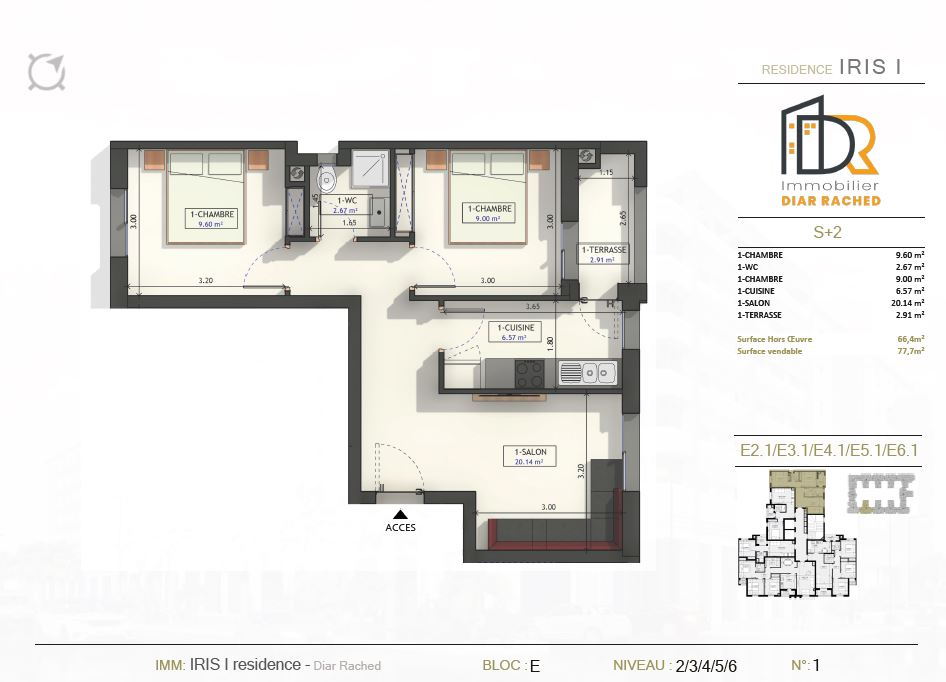 RESIDENCE IRIS I
DR
Immobilier
DIAR RACHED
S+2
1-CHAMBRE 9.60 m²
1-WC 2.67 m²
1-CHAMBRE 9.00 m²
1-CUISINE 6.57 m²
1-SALON 20.14 m²
1-TERRASSE 2.91 m²
Surface Hors Œuvre 66,4m²
Surface vendable 77,7m²
E2.1/E3.1/E4.1/E5.1/E6.1
1-CHAMBRE
9.60 m²
3.00
3.20
1-WC
2.67 m²
1.45
1.65
1-CHAMBRE
9.00 m²
3.00
3.00
1.15
2.65
1-TERRASSE
2.91 m²
3.65
1-CUISINE
6.57 m²
1.80
1-SALON
20.14 m²
3.20
3.00
ACCES
IMM: IRIS I residence - Diar Rached BLOC : E NIVEAU : 2/3/4/5/6 N°: 1